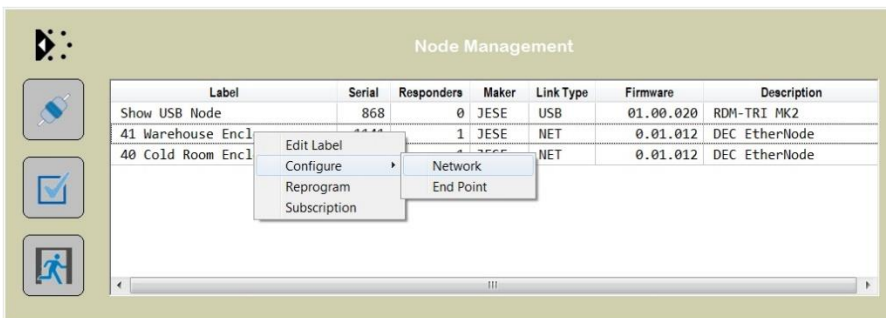 Node Management
Label Serial Responders Maker Link Type Firmware Description
Show USB Node 868 0 JESE USB 01.00.020 RDM-TRI MK2
41 Warehouse Encl 1 JESE NET 0.01.012 DEC EtherNode
40 Cold Room Encl NET 0.01.012 DEC EtherNode
Edit Label
Configure
Reprogram
Subscription
Network
End Point